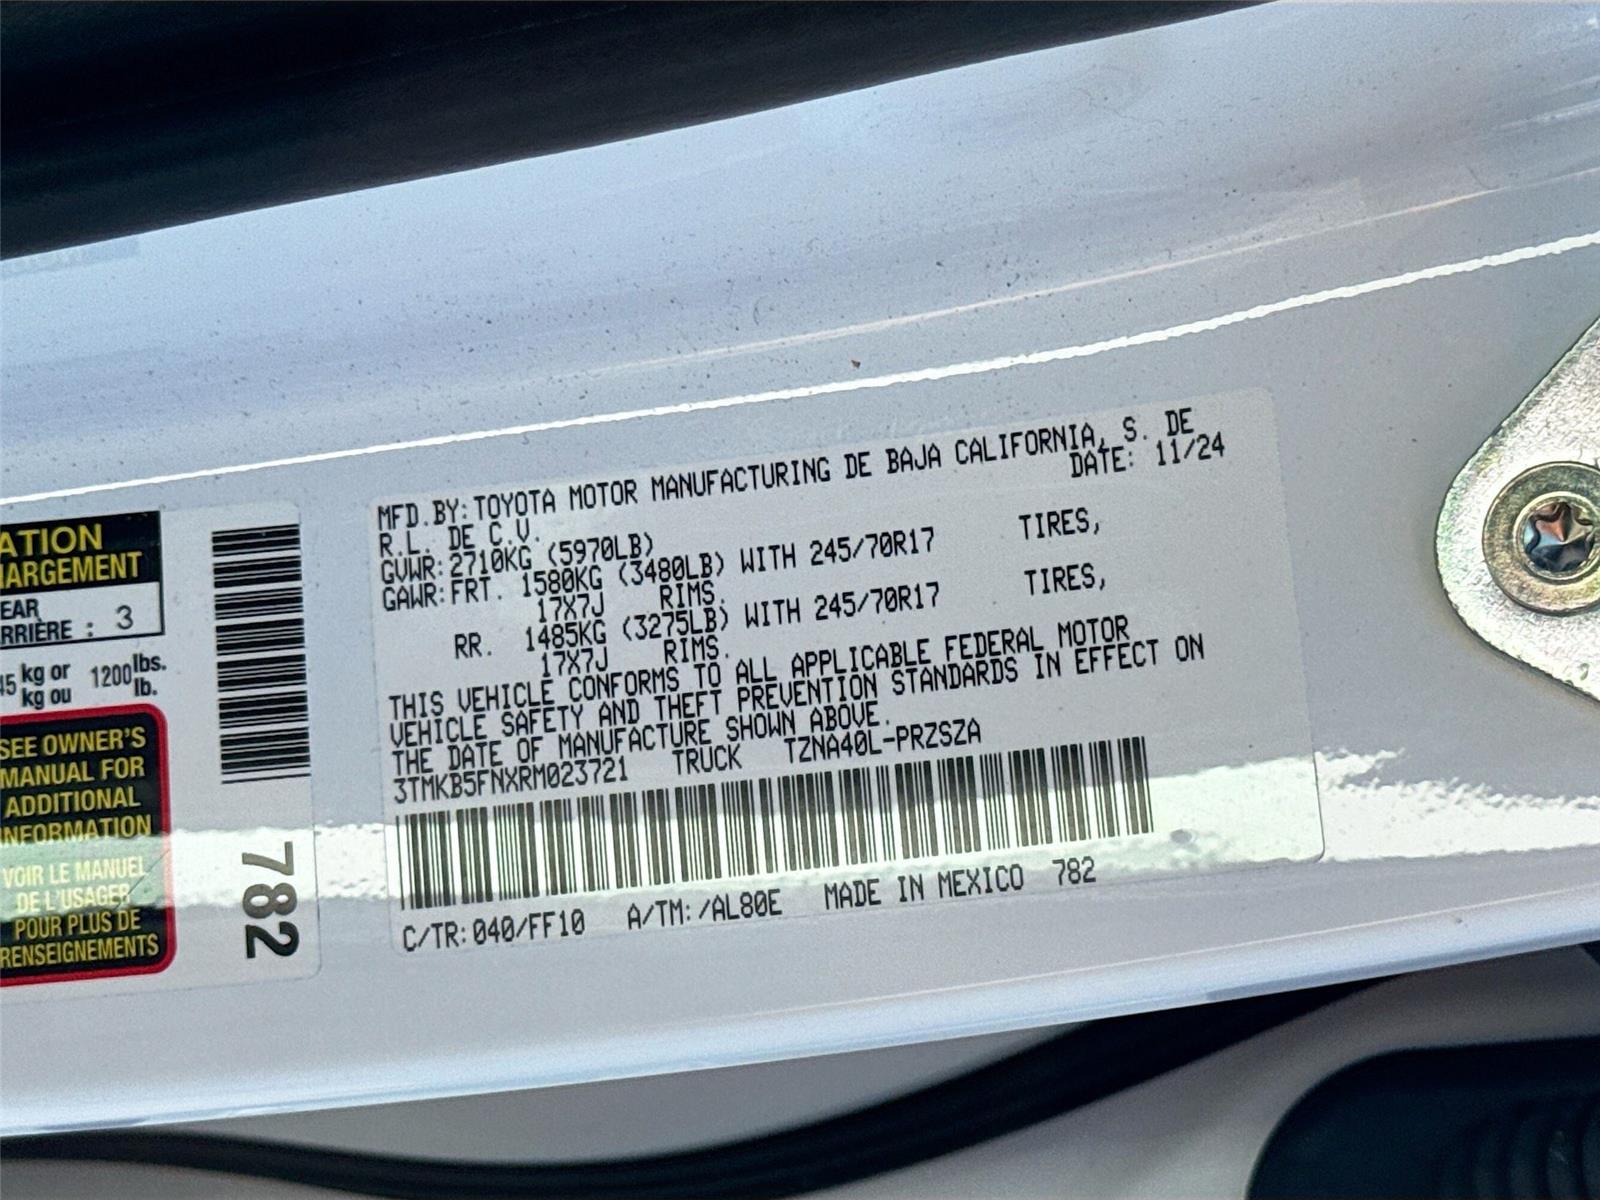 ATION
HARGEMENT
EAR
RRIÈRE : 3
45 kg or 1200 lbs.
kg ou lb.
SEE OWNER'S
MANUAL FOR
ADDITIONAL
INFORMATION
VOIR LE MANUEL
DE L'USAGER
POUR PLUS DE
RENSEIGNEMENTS
782
MFD.BY:TOYOTA MOTOR MANUFACTURING DE BAJA CALIFORNIA, S. DE
R.L. DE C.V. DATE: 11/24
GVWR:2710KG (5970LB)
GAWR:FRT. 1580KG (3480LB) WITH 245/70R17 TIRES,
17X7J RIMS.
RR. 1485KG (3275LB) WITH 245/70R17 TIRES,
17X7J RIMS.
THIS VEHICLE CONFORMS TO ALL APPLICABLE FEDERAL MOTOR
VEHICLE SAFETY AND THEFT PREVENTION STANDARDS IN EFFECT ON
THE DATE OF MANUFACTURE SHOWN ABOVE.
3TMKB5FNXRM023721 TRUCK TZNA40L-PRZSZA
C/TR:040/FF10 A/TM:/AL80E MADE IN MEXICO 782